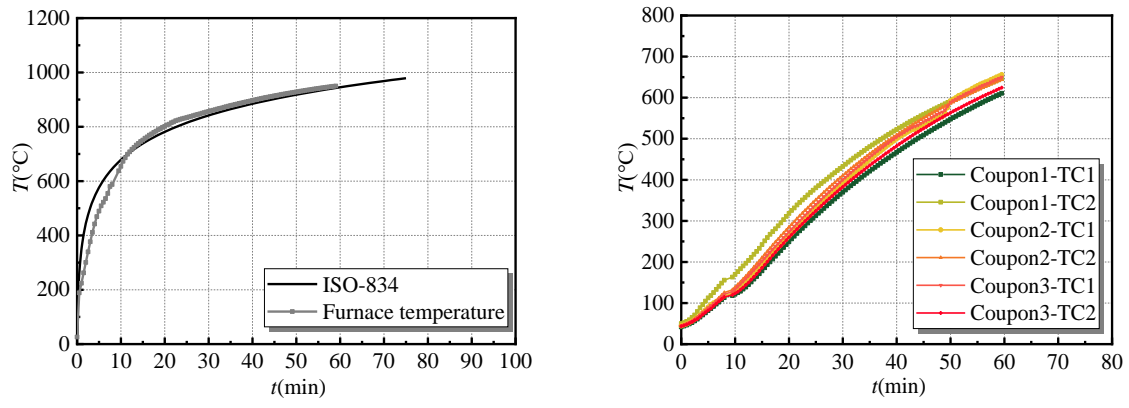 1200
1000
800
600
400
200
0
T(°C)
0 10 20 30 40 50 60 70 80 90 100
t(min)
ISO-834
Furnace temperature
800
700
600
500
400
300
200
100
0
T(°C)
0 10 20 30 40 50 60 70 80
t(min)
Coupon1-TC1
Coupon1-TC2
Coupon2-TC1
Coupon2-TC2
Coupon3-TC1
Coupon3-TC2